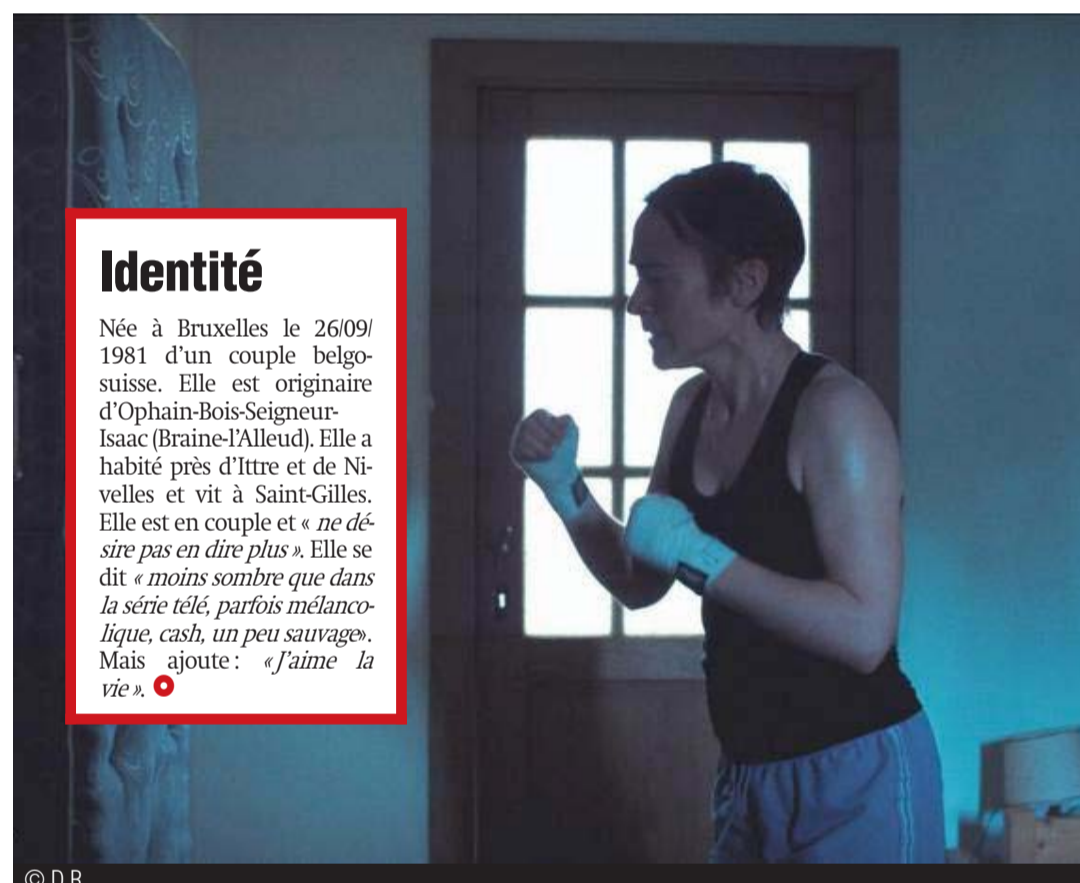 Identité
Née à Bruxelles le 26/09/
1981 d'un couple belgo-
suisse. Elle est originaire
d'Ophain-Bois-Seigneur-
Isaac (Braine-l'Alleud). Elle a
habité près d'Ittre et de Ni-
velles et vit à Saint-Gilles.
Elle est en couple et « ne dé-
sire pas en dire plus ». Elle se
dit « moins sombre que dans
la série télé, parfois mélanco-
lique, cash, un peu sauvage».
Mais ajoute : «J'aime la
vie ».
© D.R.